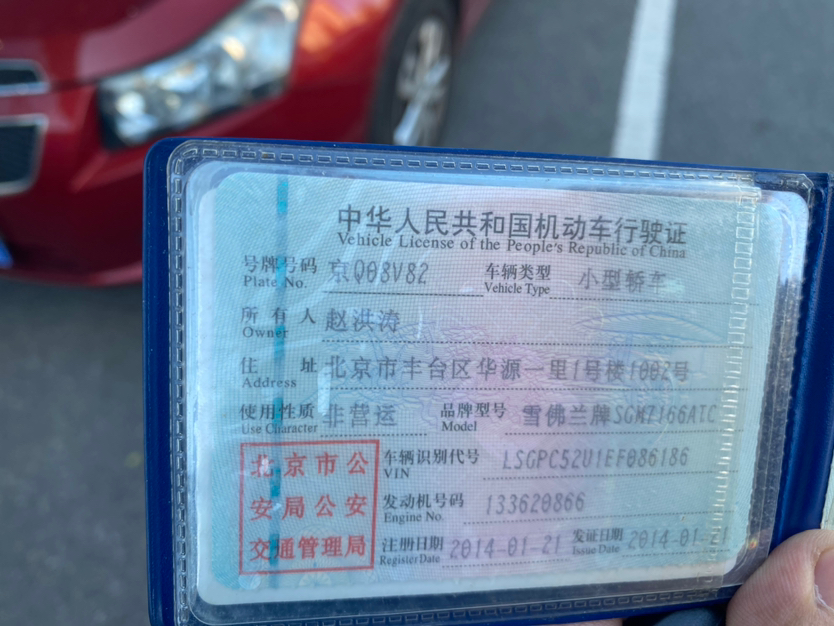 中华人民共和国机动车行驶证
Vehicle License of the People's Republic of China
号牌号码 京Q08V82 车辆类型 小型轿车
Plate No. Vehicle Type
所有人 赵洪涛
Owner
住址 北京市丰台区华源一里1号楼1002号
Address
使用性质 非营运 品牌型号 雪佛兰牌SGM7166ATC
Use Character Model
北京市公
安局公安
交通管理局
车辆识别代号 LSGPC52U1EF086186
VIN
发动机号码 133620866
Engine No.
注册日期 2014-01-21 发证日期 2014-01-21
Register Date Issue Date